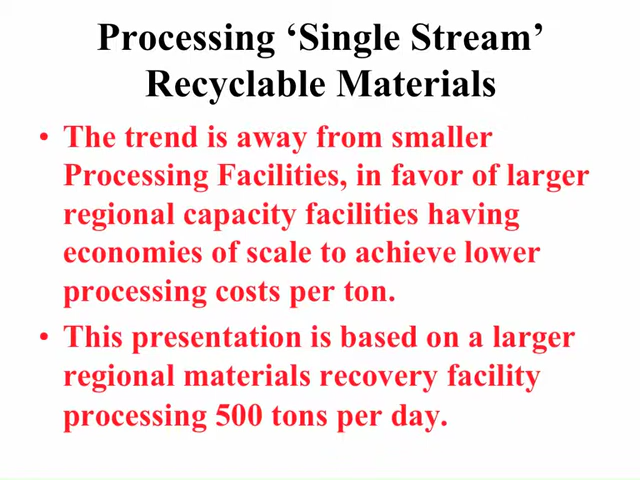 Processing ‘Single Stream’
Recyclable Materials
• The trend is away from smaller
Processing Facilities, in favor of larger
regional capacity facilities having
economies of scale to achieve lower
processing costs per ton.
• This presentation is based on a larger
regional materials recovery facility
processing 500 tons per day.